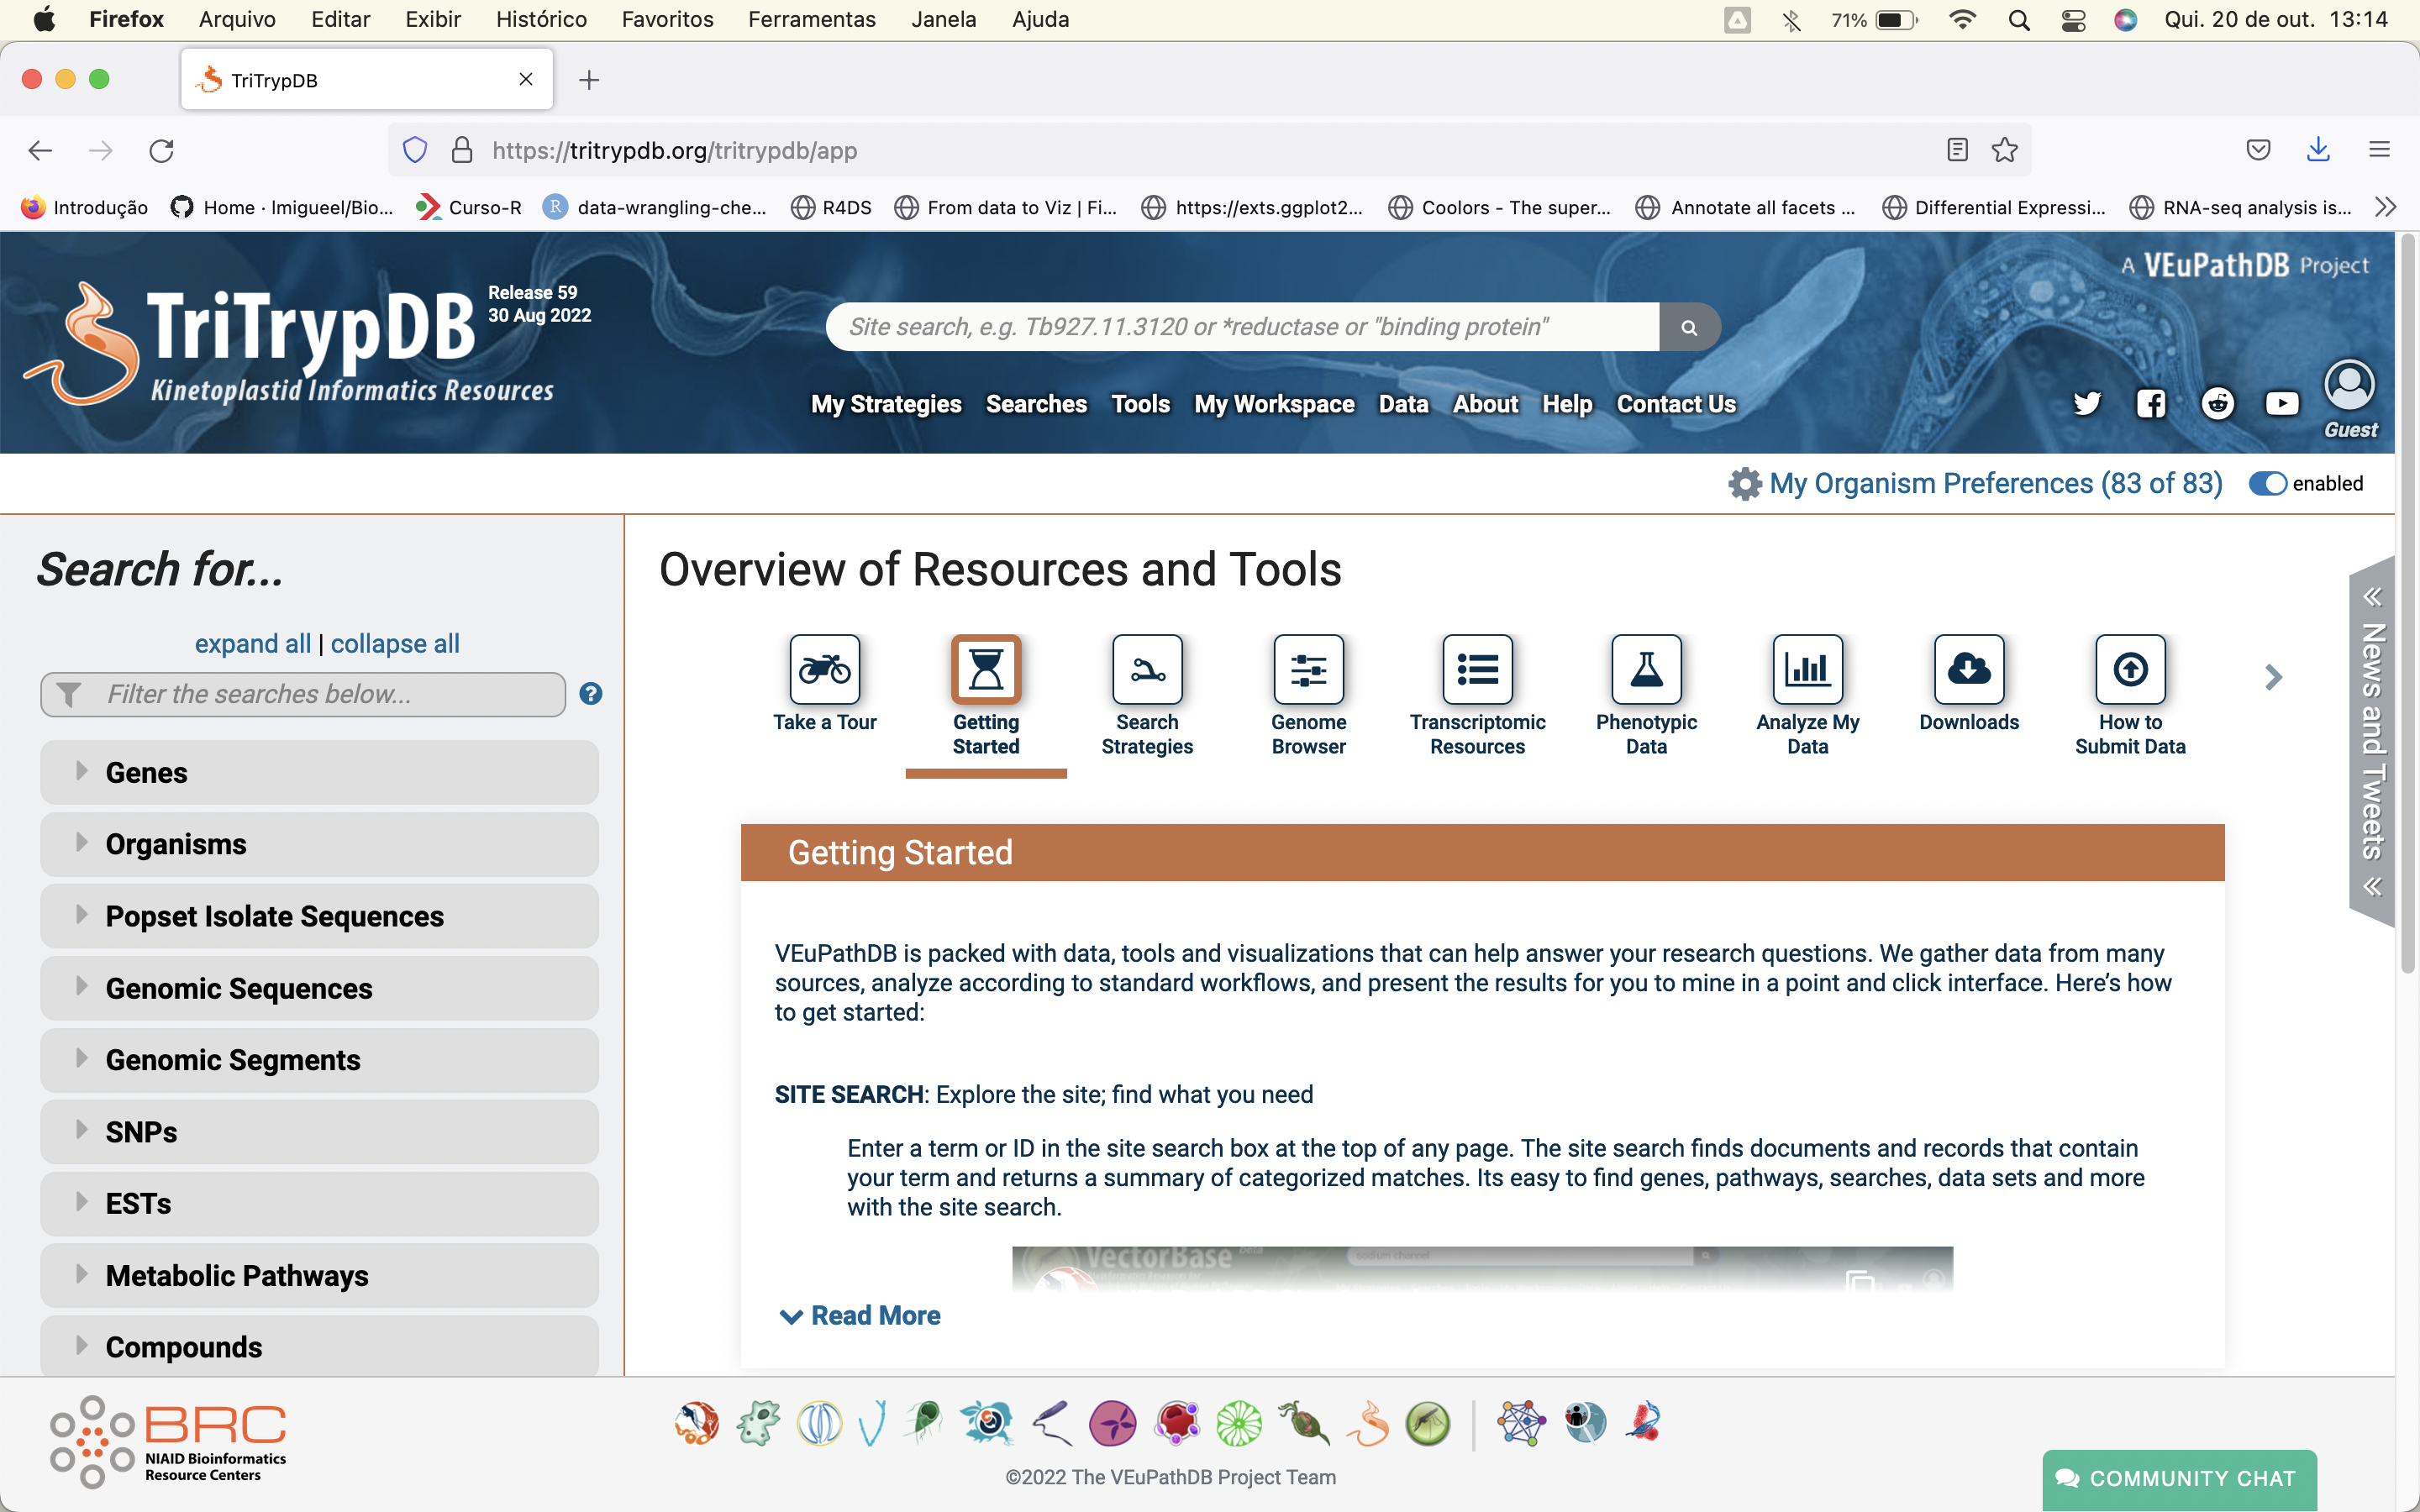 Firefox Arquivo Editar Exibir Histórico Favoritos Ferramentas Janela Ajuda 71% Qui. 20 de out. 13:14
TriTrypDB
https://tritrypdb.org/tritrypdb/app
Introdução Home · Imigueel/Bio... Curso-R data-wrangling-che... R4DS From data to Viz | Fi... https://exts.ggplot2... Coolors - The super... Annotate all facets ... Differential Expressi... RNA-seq analysis is...
A VEuPathDB Project
TriTrypDB
Release 59
30 Aug 2022
Kinetoplastid Informatics Resources
Site search, e.g. Tb927.11.3120 or *reductase or "binding protein"
My Strategies Searches Tools My Workspace Data About Help Contact Us
Guest
My Organism Preferences (83 of 83) enabled
Search for...
expand all | collapse all
Filter the searches below...
Genes
Organisms
Popset Isolate Sequences
Genomic Sequences
Genomic Segments
SNPs
ESTs
Metabolic Pathways
Compounds
Overview of Resources and Tools
Take a Tour
Getting Started
Search Strategies
Genome Browser
Transcriptomic Resources
Phenotypic Data
Analyze My Data
Downloads
How to Submit Data
News and Tweets
Getting Started
VEuPathDB is packed with data, tools and visualizations that can help answer your research questions. We gather data from many
sources, analyze according to standard workflows, and present the results for you to mine in a point and click interface. Here's how
to get started:
SITE SEARCH: Explore the site; find what you need
Enter a term or ID in the site search box at the top of any page. The site search finds documents and records that contain
your term and returns a summary of categorized matches. Its easy to find genes, pathways, searches, data sets and more
with the site search.
VectorBase beta
sodium channel
Read More
BRC
NIAID Bioinformatics
Resource Centers
©2022 The VEuPathDB Project Team
COMMUNITY CHAT